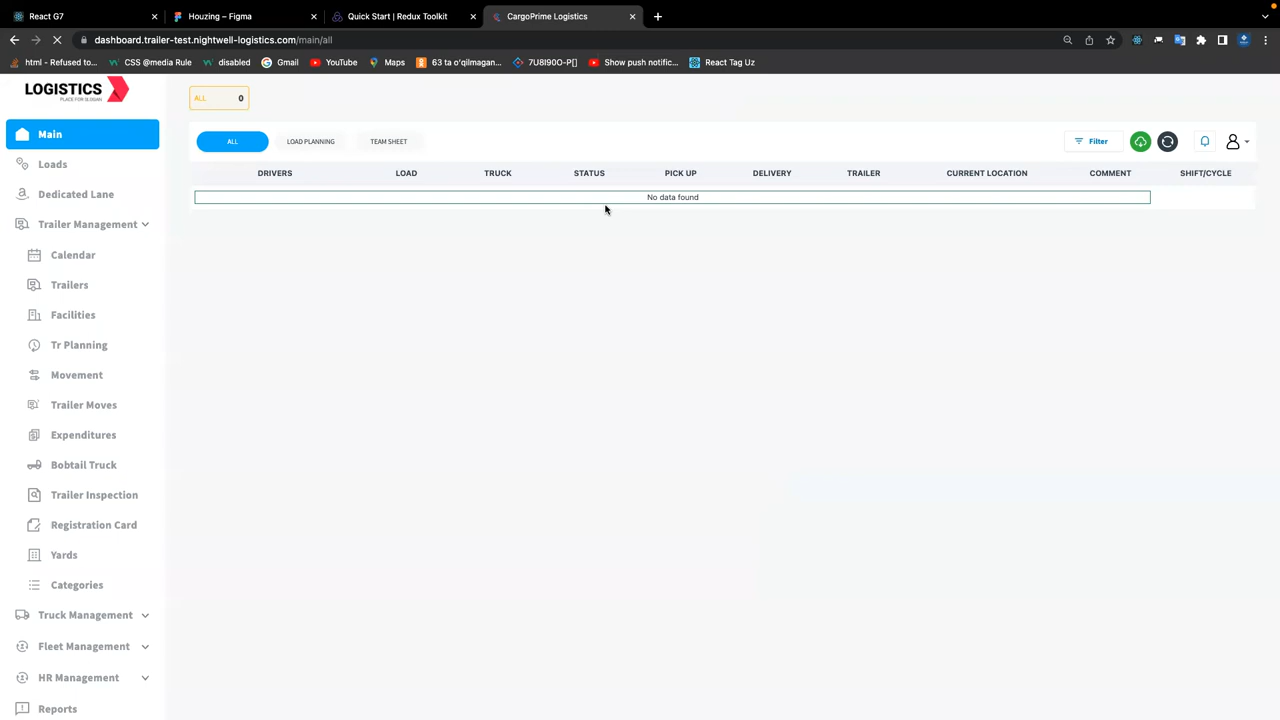 React G7
Houzing – Figma
Quick Start | Redux Toolkit
CargoPrime Logistics
dashboard.trailer-test.nightwell-logistics.com/main/all
html - Refused to...
CSS @media Rule
disabled
Gmail
YouTube
Maps
63 ta o'qilmagan...
7U8I90O-P[]
Show push notific...
React Tag Uz
LOGISTICS
PLACE FOR SLOGAN
ALL 0
Main
ALL
LOAD PLANNING
TEAM SHEET
Filter
Loads
DRIVERS
LOAD
TRUCK
STATUS
PICK UP
DELIVERY
TRAILER
CURRENT LOCATION
COMMENT
SHIFT/CYCLE
No data found
Dedicated Lane
Trailer Management
Calendar
Trailers
Facilities
Tr Planning
Movement
Trailer Moves
Expenditures
Bobtail Truck
Trailer Inspection
Registration Card
Yards
Categories
Truck Management
Fleet Management
HR Management
Reports